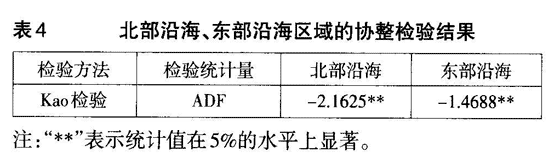 表4 北部沿海、东部沿海区域的协整检验结果
检验方法 检验统计量 北部沿海 东部沿海
Kao检验 ADF -2.1625** -1.4688**
注:“**”表示统计值在5%的水平上显著。